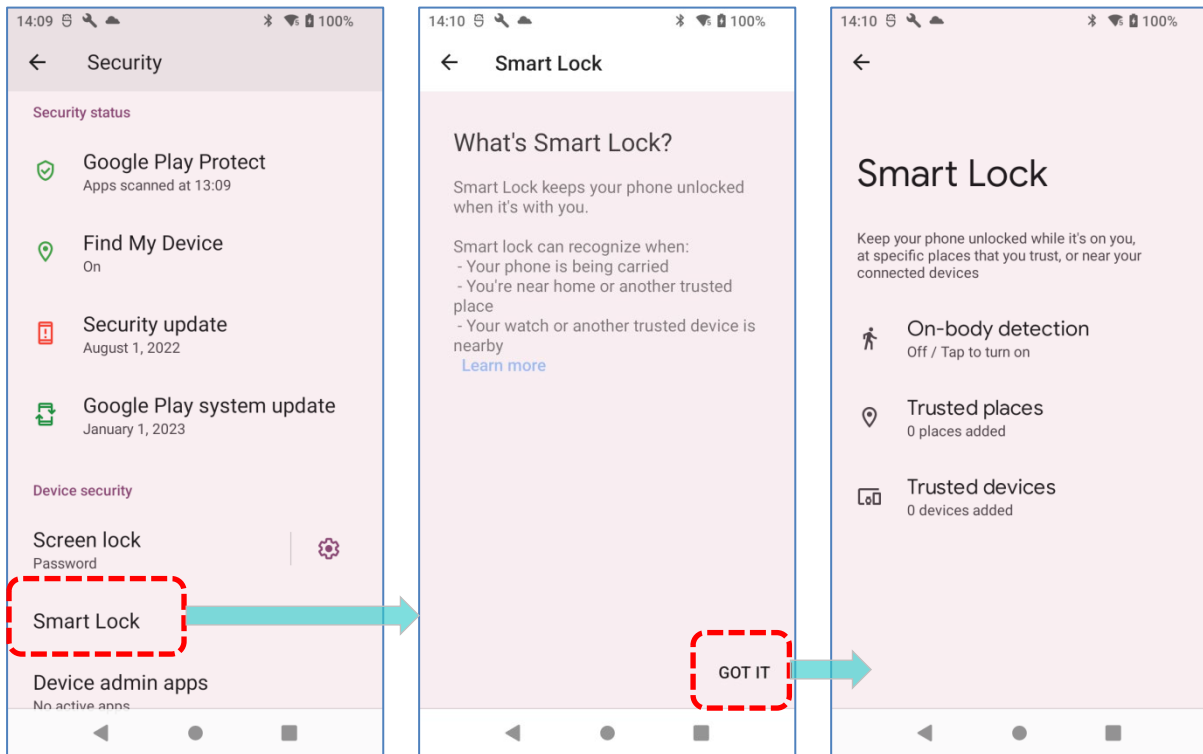 14:09
100%
Security
Security status
Google Play Protect
Apps scanned at 13:09
Find My Device
On
Security update
August 1, 2022
Google Play system update
January 1, 2023
Device security
Screen lock
Password
Smart Lock
Device admin apps
No active apps
14:10
100%
Smart Lock
What's Smart Lock?
Smart Lock keeps your phone unlocked
when it's with you.
Smart lock can recognize when:
- Your phone is being carried
- You're near home or another trusted
place
- Your watch or another trusted device is
nearby
Learn more
GOT IT
14:10
100%
Smart Lock
Keep your phone unlocked while it's on you,
at specific places that you trust, or near your
connected devices
On-body detection
Off / Tap to turn on
Trusted places
0 places added
Trusted devices
0 devices added